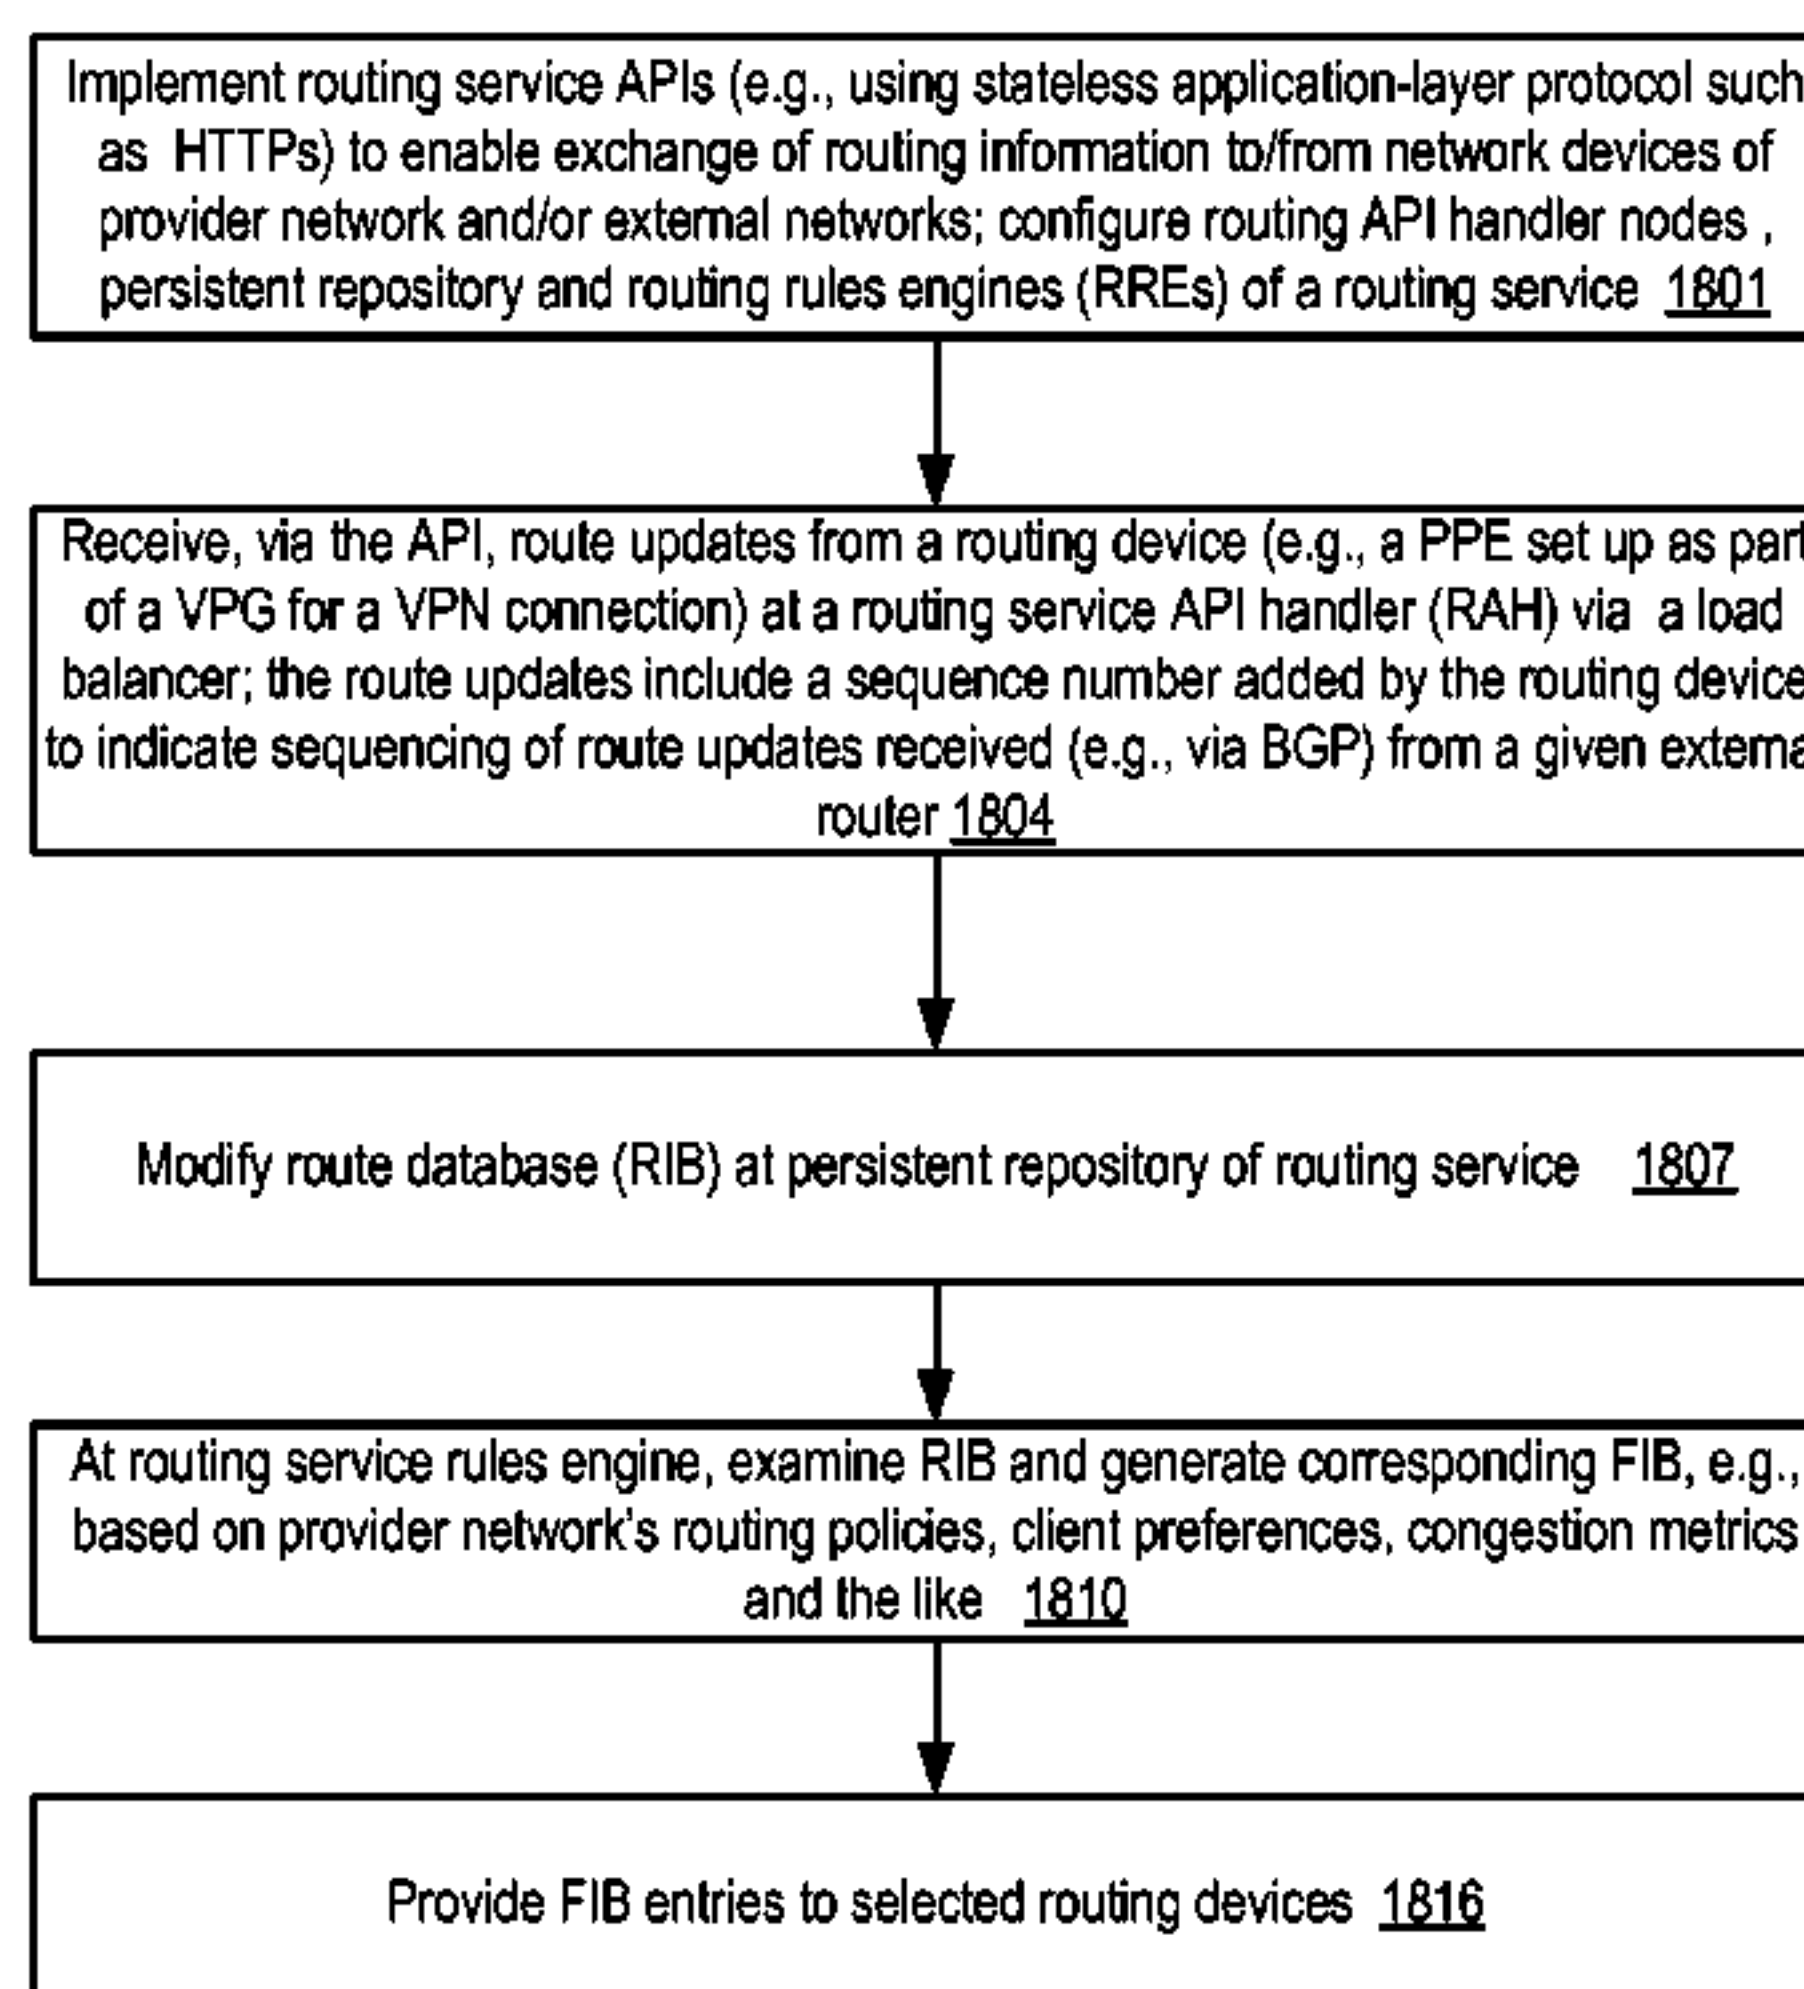 Implement routing service APIs (e.g., using stateless application-layer protocol such
as HTTPs) to enable exchange of routing information to/from network devices of
provider network and/or external networks; configure routing API handler nodes ,
persistent repository and routing rules engines (RREs) of a routing service 1801
Receive, via the API, route updates from a routing device (e.g., a PPE set up as part
of a VPG for a VPN connection) at a routing service API handler (RAH) via a load
balancer; the route updates include a sequence number added by the routing device
to indicate sequencing of route updates received (e.g., via BGP) from a given externa
router 1804
Modify route database (RIB) at persistent repository of routing service 1807
At routing service rules engine, examine RIB and generate corresponding FIB, e.g.,
based on provider network's routing policies, client preferences, congestion metrics
and the like 1810
Provide FIB entries to selected routing devices 1816